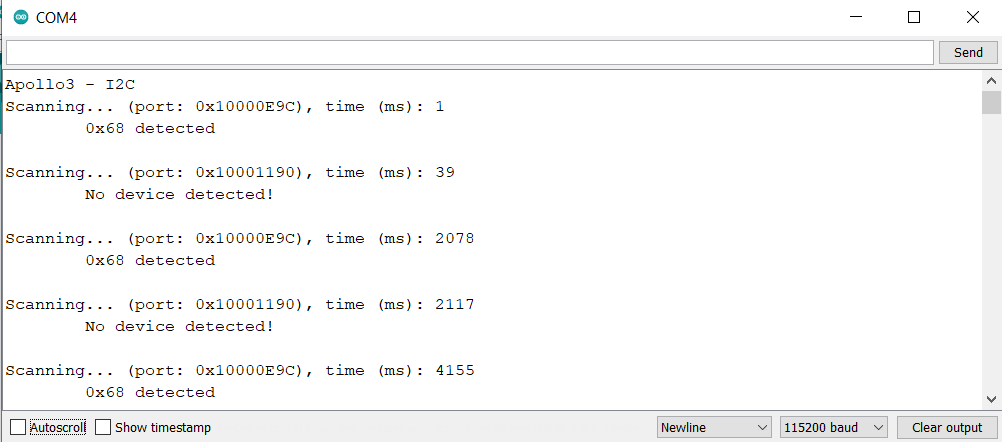 COM4
Send
Apollo3 - I2C
Scanning... (port: 0x10000E9C), time (ms): 1
0x68 detected
Scanning... (port: 0x10001190), time (ms): 39
No device detected!
Scanning... (port: 0x10000E9C), time (ms): 2078
0x68 detected
Scanning... (port: 0x10001190), time (ms): 2117
No device detected!
Scanning... (port: 0x10000E9C), time (ms): 4155
0x68 detected
Autoscroll Show timestamp Newline 115200 baud Clear output